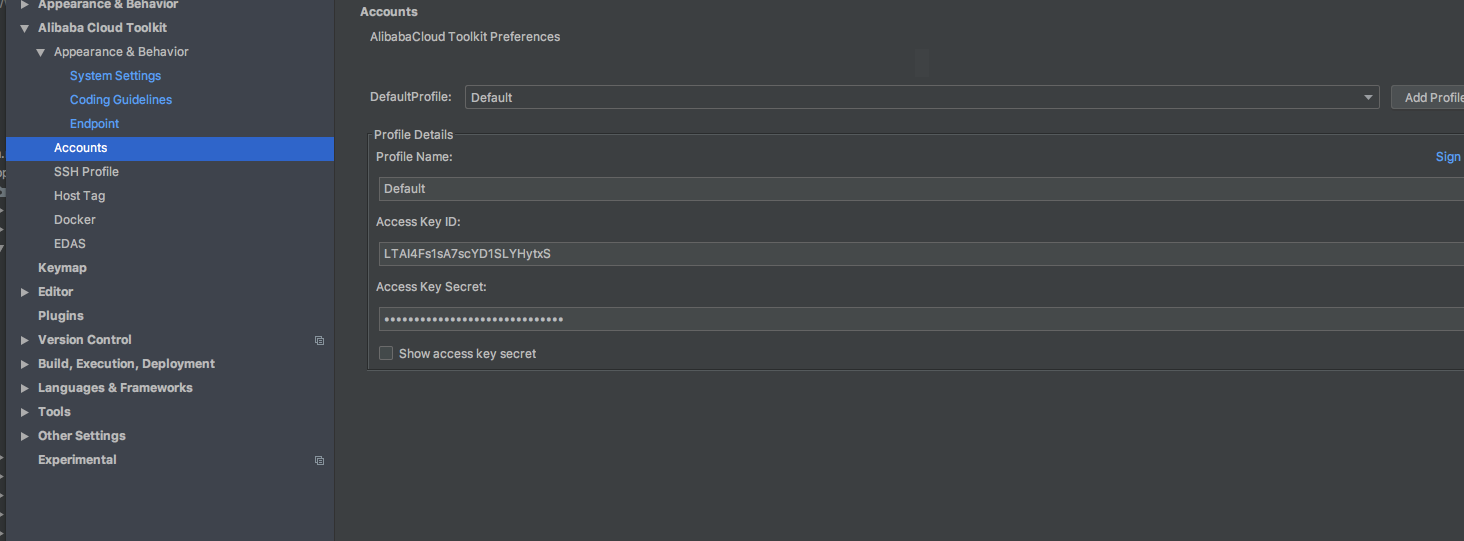 Appearance & Behavior
Alibaba Cloud Toolkit
Appearance & Behavior
System Settings
Coding Guidelines
Endpoint
Accounts
SSH Profile
Host Tag
Docker
EDAS
Keymap
Editor
Plugins
Version Control
Build, Execution, Deployment
Languages & Frameworks
Tools
Other Settings
Experimental
Accounts
AlibabaCloud Toolkit Preferences
DefaultProfile: Default Add Profile
Profile Details
Profile Name: Sign
Default
Access Key ID:
LTAI4Fs1sA7scYD1SLYHytxS
Access Key Secret:
••••••••••••••••••••••••••••••
Show access key secret